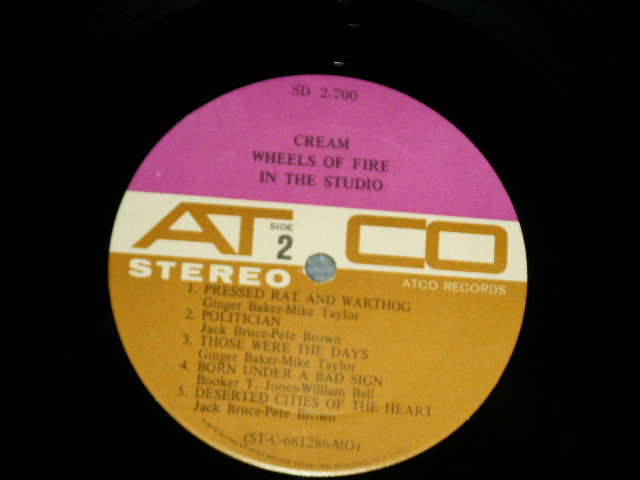 SD 2-700
CREAM
WHEELS OF FIRE
IN THE STUDIO
ATCO
SIDE
2
STEREO
ATCO RECORDS
1. PRESSED RAT AND WARTHOG
Ginger Baker-Mike Taylor
2. POLITICIAN
Jack Bruce-Pete Brown
3. THOSE WERE THE DAYS
Ginger Baker-Mike Taylor
4. BORN UNDER A BAD SIGN
Booker T. Jones-William Bell
5. DESERTED CITIES OF THE HEART
Jack Bruce-Pete Brown
(ST-C-681286-MO)